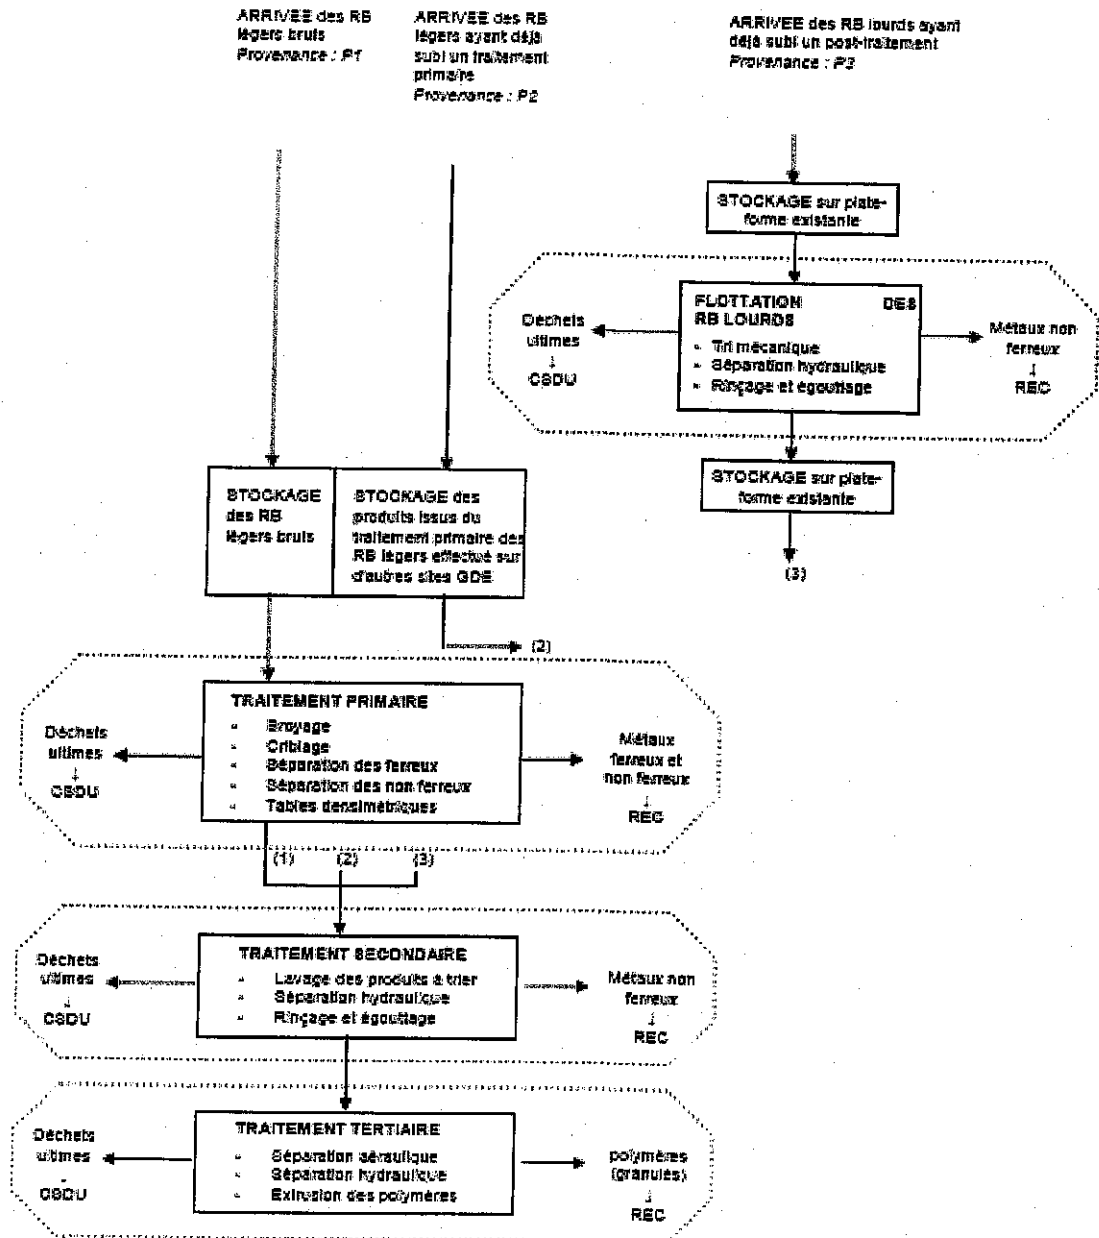 ARRIVEE des RB
légers bruts
Provenance : P1
ARRIVEE des RB
légers ayant déjà
subi un traitement
primaire
Provenance : P2
ARRIVEE des RB lourds ayant
déjà subi un post-traitement
Provenance : P3
STOCKAGE sur plate-
forme existante
FLOTTATION DES
RB LOURDS
Tri mécanique
Séparation hydraulique
Rinçage et égouttage
Déchets
ultimes
↓
CSDU
Métaux non
ferreux
↓
REC
STOCKAGE sur plate-
forme existante
(3)
STOCKAGE
des RB
légers bruts
STOCKAGE des
produits issus du
traitement primaire des
RB légers effectué sur
d'autres sites GDE
(2)
TRAITEMENT PRIMAIRE
Broyage
Criblage
Séparation des ferreux
Séparation des non ferreux
Tables densimétriques
Déchets
ultimes
↓
CSDU
Métaux
ferreux et
non ferreux
↓
REC
(1) (2) (3)
TRAITEMENT SECONDAIRE
Lavage des produits à trier
Séparation hydraulique
Rinçage et égouttage
Déchets
ultimes
↓
CSDU
Métaux non
ferreux
↓
REC
TRAITEMENT TERTIAIRE
Séparation aéraulique
Séparation hydraulique
Extrusion des polymères
Déchets
ultimes
CSDU
polymères
(granulés)
↓
REC